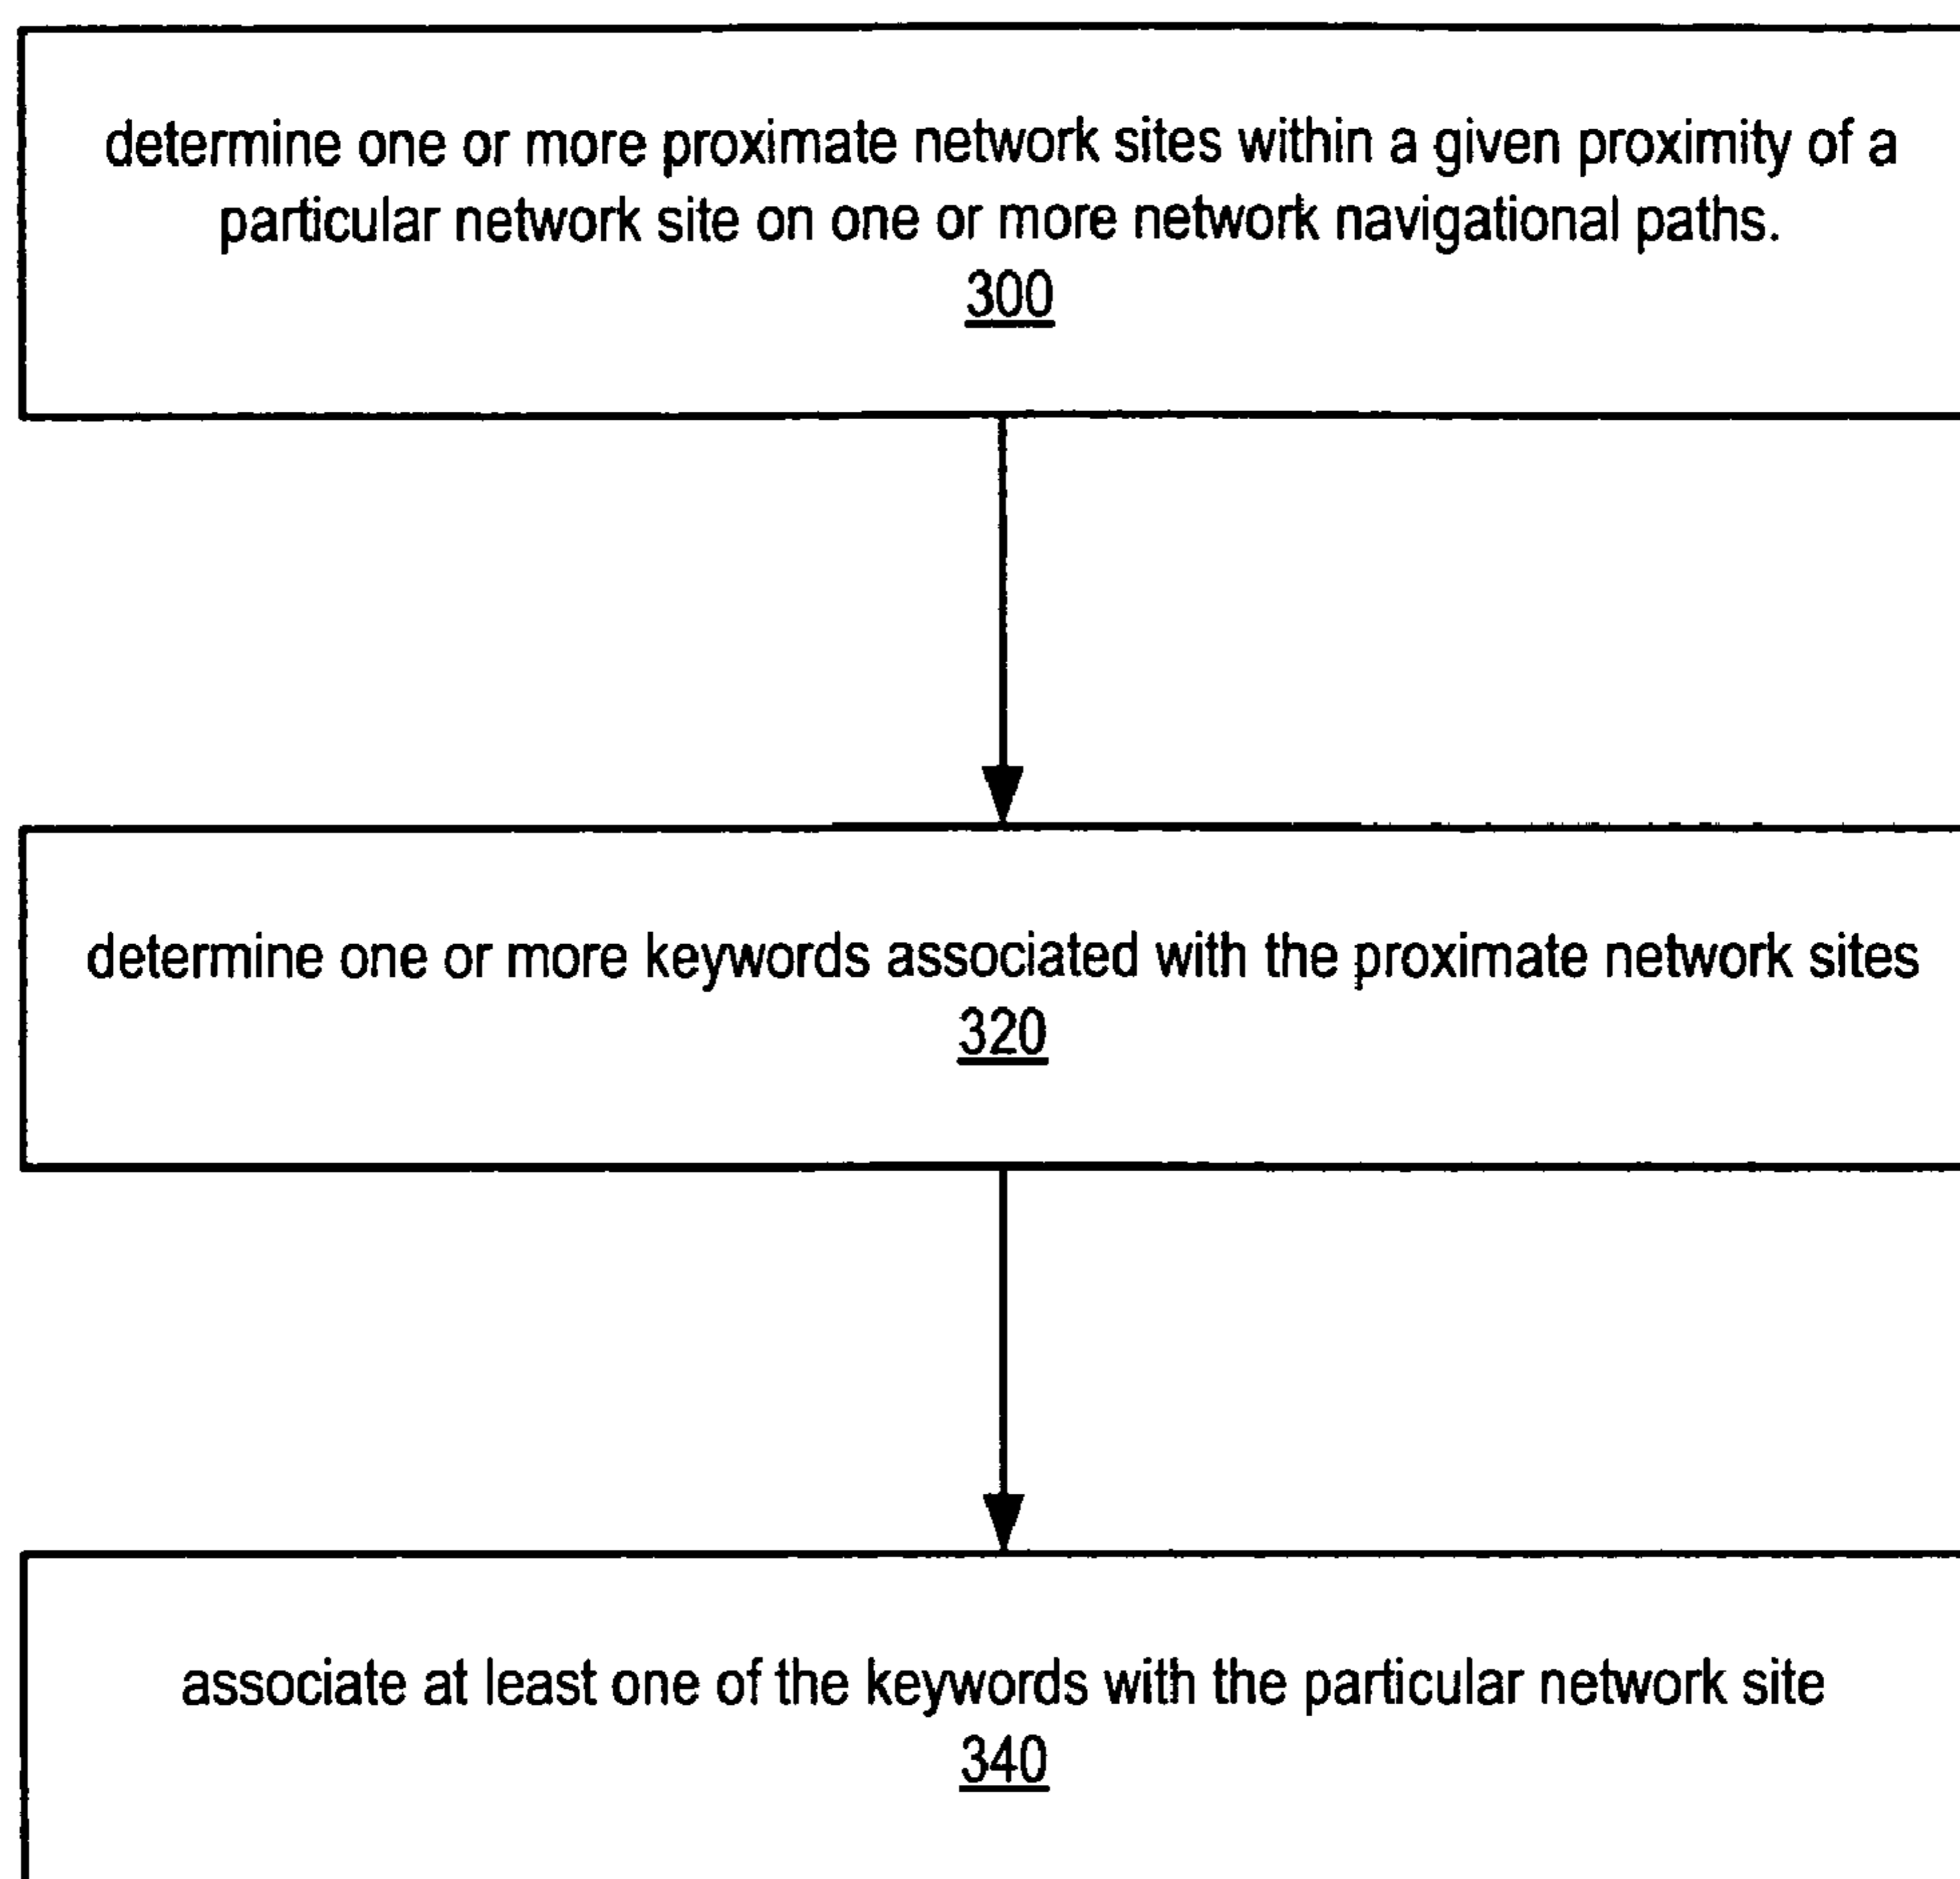 determine one or more proximate network sites within a given proximity of a
particular network site on one or more network navigational paths.
300
determine one or more keywords associated with the proximate network sites
320
associate at least one of the keywords with the particular network site
340